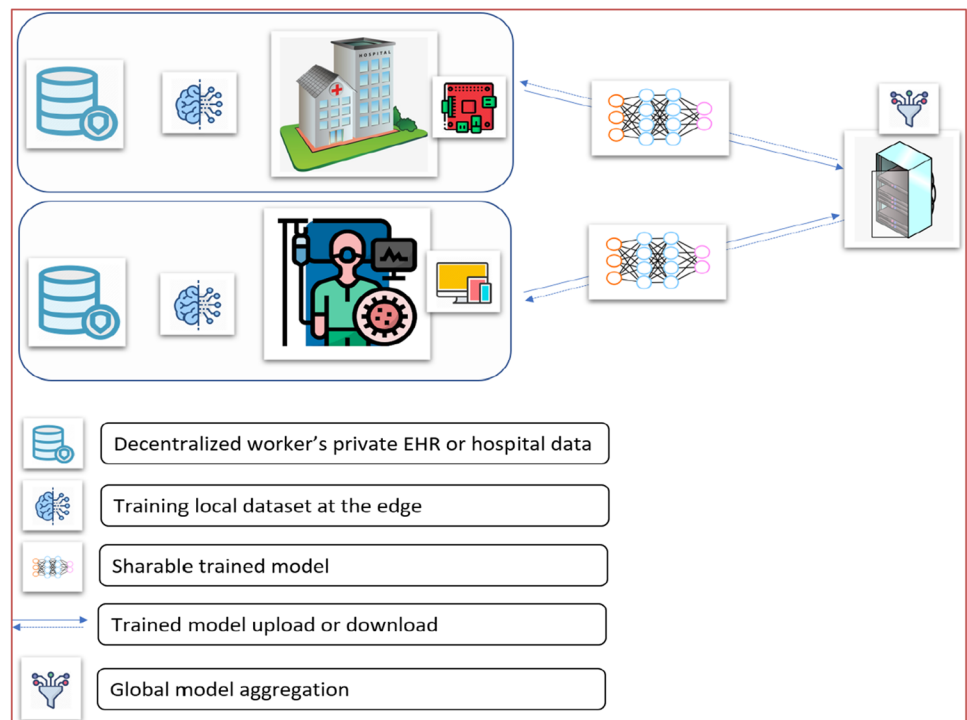 HOSPITAL
Decentralized worker's private EHR or hospital data
Training local dataset at the edge
Sharable trained model
Trained model upload or download
Global model aggregation